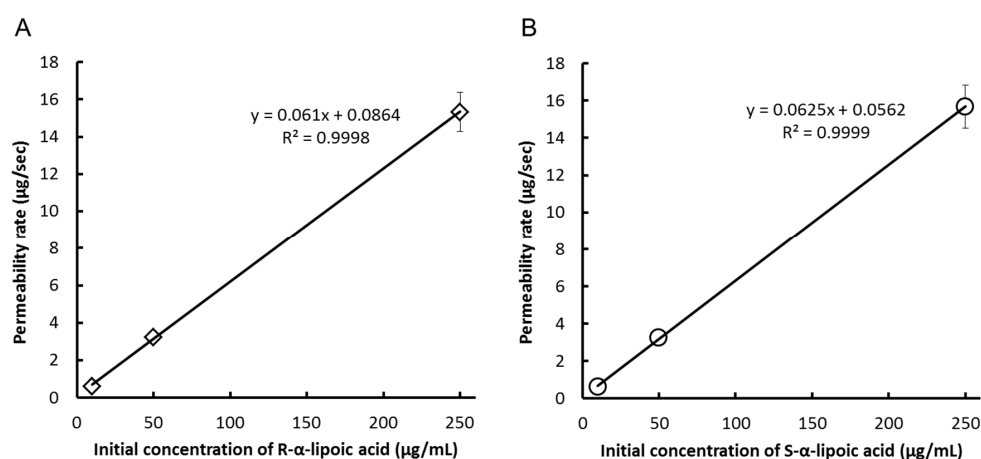 A
Permeability rate (µg/sec)
18
16
14
12
10
8
6
4
2
0
y = 0.061x + 0.0864
R² = 0.9998
0 50 100 150 200 250
Initial concentration of R-α-lipoic acid (µg/mL)
B
Permeability rate (µg/sec)
18
16
14
12
10
8
6
4
2
0
y = 0.0625x + 0.0562
R² = 0.9999
0 50 100 150 200 250
Initial concentration of S-α-lipoic acid (µg/mL)